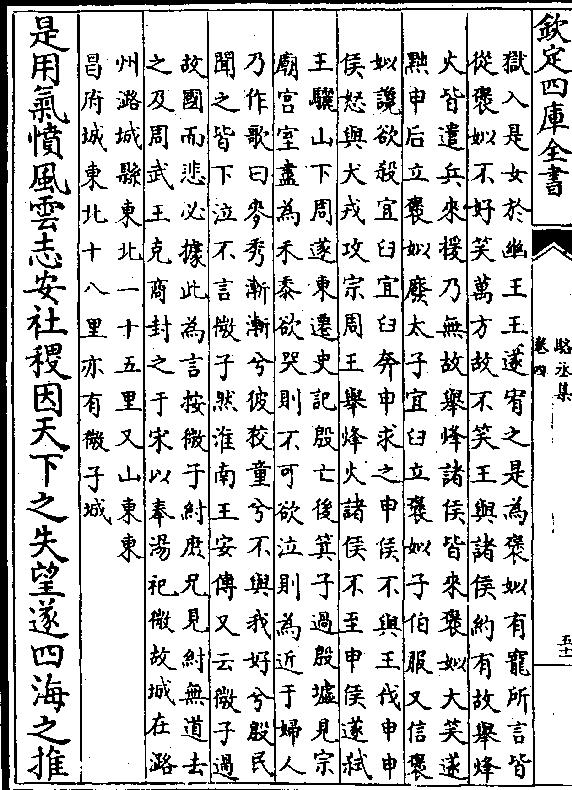 欽定四庫全書
駱丞集
卷四
五十一
獄入是女於幽王王遂宥之是為褒姒有寵所言皆
從褒姒不好笑萬方故不笑王與諸侯約有故舉烽
火皆遣兵來援乃無故舉烽諸侯皆來褒姒大笑遂
黜申后立褒姒廢太子宜臼立褒姒子伯服又信褒
姒讒欲殺宜臼宜臼奔申求之申侯不與王伐申申
侯怒與犬戎攻宗周王舉烽火諸侯不至申侯遂弑
王驪山下周遂東遷史記殷亡後箕子過殷墟見宗
廟宮室盡為禾黍欲哭則不可欲泣則為近于婦人
乃作歌曰麥秀漸漸兮彼狡童兮不與我好兮殷民
聞之皆下泣不言微子然淮南王安傳又云微子過
故國而悲必據此為言按微子紂庶兄見紂無道去
之及周武王克商封之于宋以奉湯祀微故城在潞
州潞城縣東北一十五里又山東東
昌府城東北十八里亦有微子城
是用氣憤風雲志安社稷因天下之失望遂四海之推